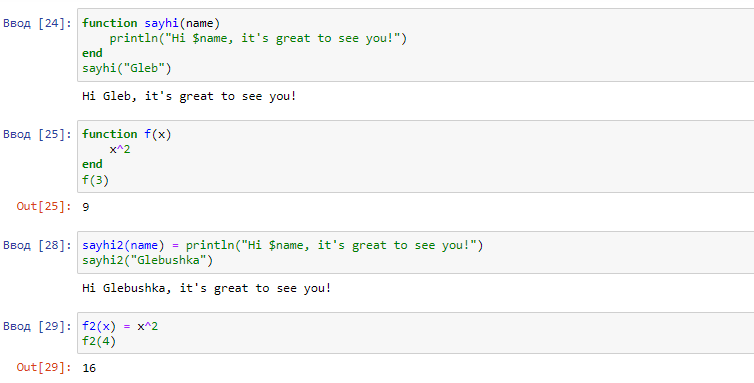 Ввод [24]: function sayhi(name)
    println("Hi $name, it's great to see you!")
end
sayhi("Gleb")
Hi Gleb, it's great to see you!
Ввод [25]: function f(x)
    x^2
end
f(3)
Out[25]: 9
Ввод [28]: sayhi2(name) = println("Hi $name, it's great to see you!")
sayhi2("Glebushka")
Hi Glebushka, it's great to see you!
Ввод [29]: f2(x) = x^2
f2(4)
Out[29]: 16